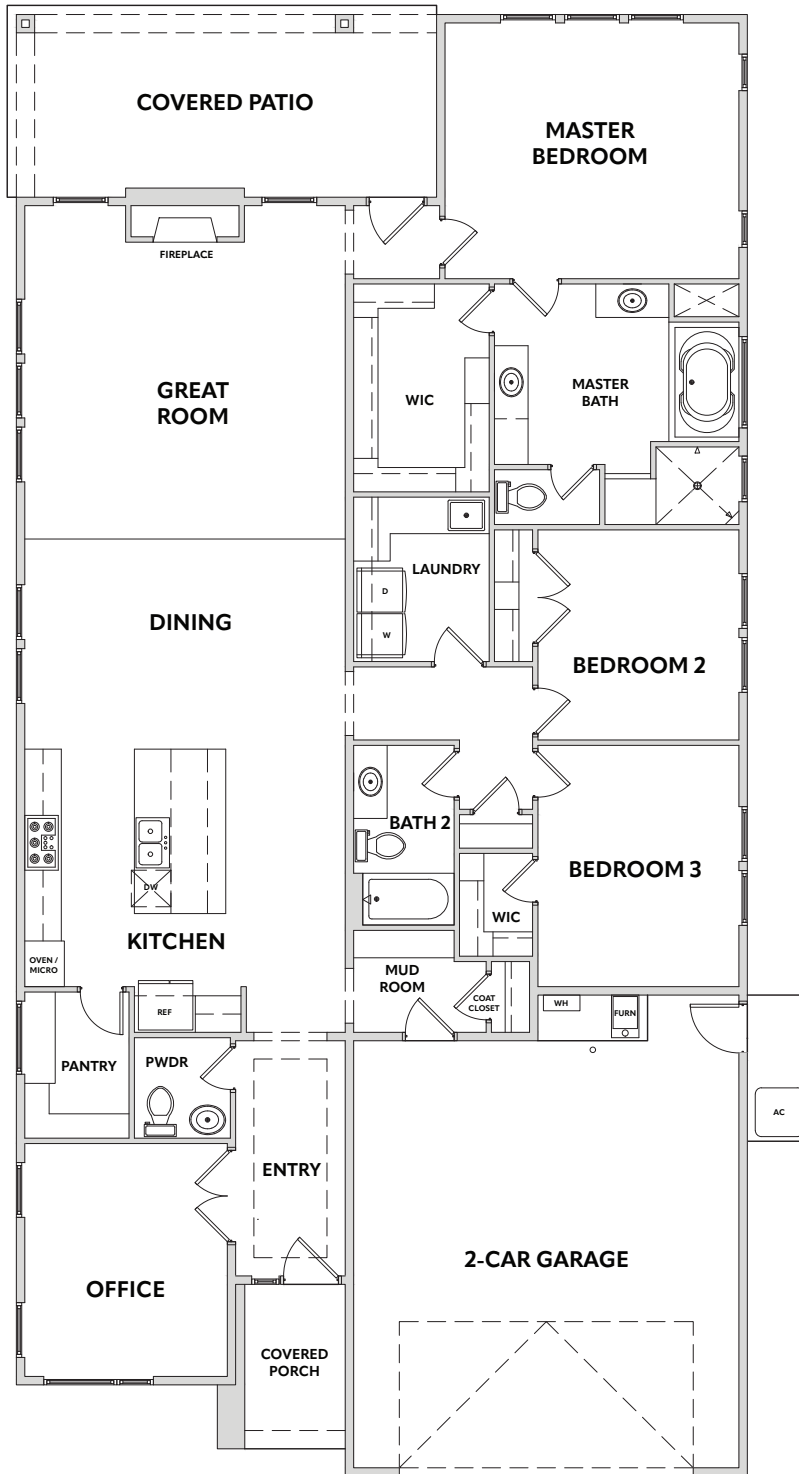 COVERED PATIO
MASTER
BEDROOM
FIREPLACE
GREAT
ROOM
WIC
MASTER
BATH
LAUNDRY
D
W
DINING
BEDROOM 2
BATH 2
BEDROOM 3
DW
WIC
KITCHEN
OVEN /
MICRO
MUD
ROOM
COAT
CLOSET
REF
WH
FURN
PANTRY
PWDR
AC
ENTRY
2-CAR GARAGE
OFFICE
COVERED
PORCH